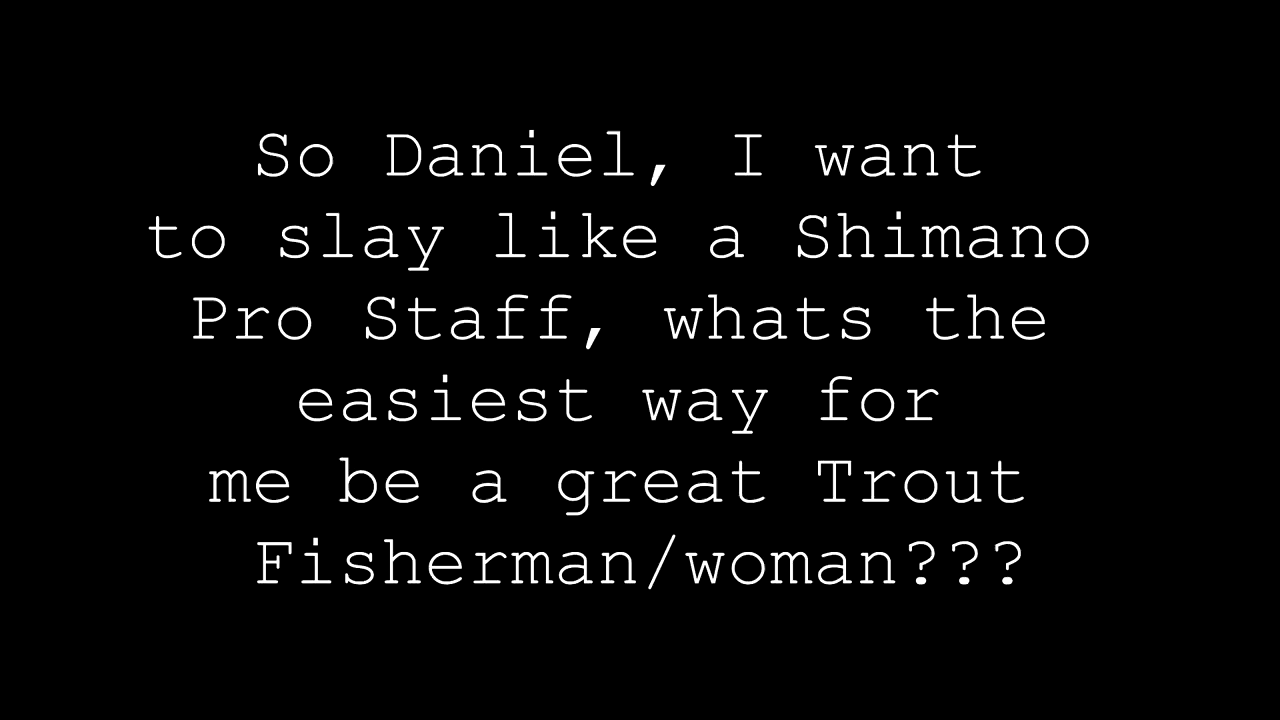 So Daniel, I want
to slay like a Shimano
Pro Staff, whats the
easiest way for
me be a great Trout
Fisherman/woman???